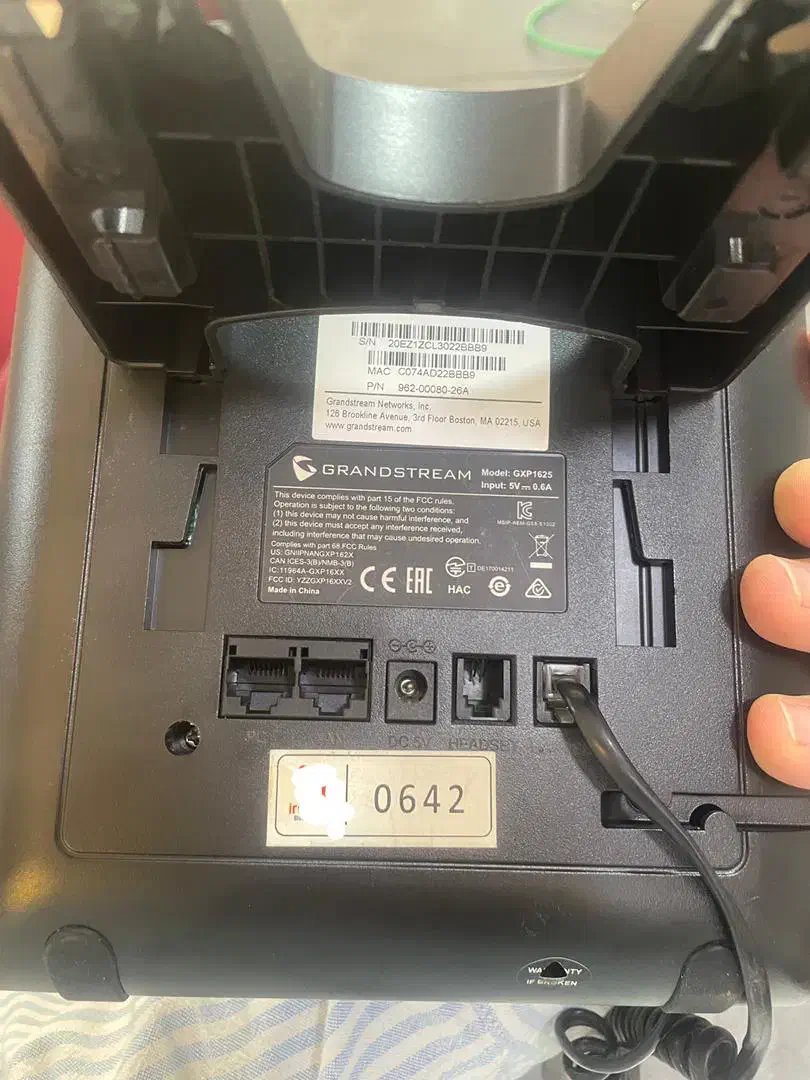 S/N 20EZ1ZCL3022BBB9
MAC C074AD22BBB9
P/N 962-00080-26A
Grandstream Networks, Inc.
126 Brookline Avenue, 3rd Floor Boston, MA 02215, USA
www.grandstream.com
GRANDSTREAM
Model: GXP1625
Input: 5V⎓0.6A
This device complies with part 15 of the FCC rules.
Operation is subject to the following two conditions:
(1) this device may not cause harmful interference, and
(2) this device must accept any interference received,
including interference that may cause undesired operation.
Complies with part 68,FCC Rules
US: GNIIPNANGXP162X
CAN ICES-3(B)/NMB-3(B)
IC:11964A-GXP16XX
FCC ID: YZZGXP16XXV2
Made in China
CE EAC HAC
T DE170014211
PC
DC 5V
HEADSET
0642
WARRANTY
IF BROKEN